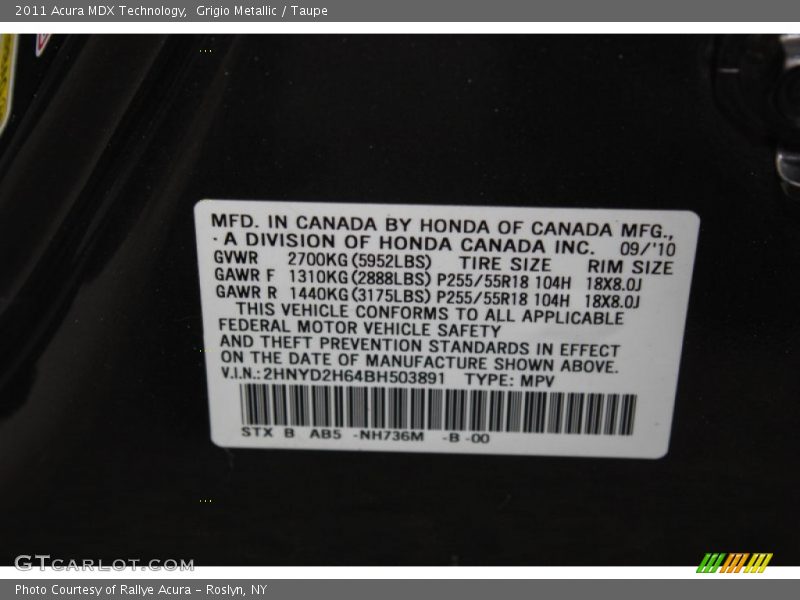 2011 Acura MDX Technology,  Grigio Metallic / Taupe
MFD. IN CANADA BY HONDA OF CANADA MFG.,
A DIVISION OF HONDA CANADA INC. 09/'10
GVWR 2700KG(5952LBS) TIRE SIZE RIM SIZE
GAWR F 1310KG(2888LBS) P255/55R18 104H 18X8.0J
GAWR R 1440KG(3175LBS) P255/55R18 104H 18X8.0J
THIS VEHICLE CONFORMS TO ALL APPLICABLE
FEDERAL MOTOR VEHICLE SAFETY
AND THEFT PREVENTION STANDARDS IN EFFECT
ON THE DATE OF MANUFACTURE SHOWN ABOVE.
V.I.N.:2HNYD2H64BH503891 TYPE: MPV
STX B AB5 -NH736M -B -00
GTCARLOT.COM
Photo Courtesy of Rallye Acura – Roslyn, NY